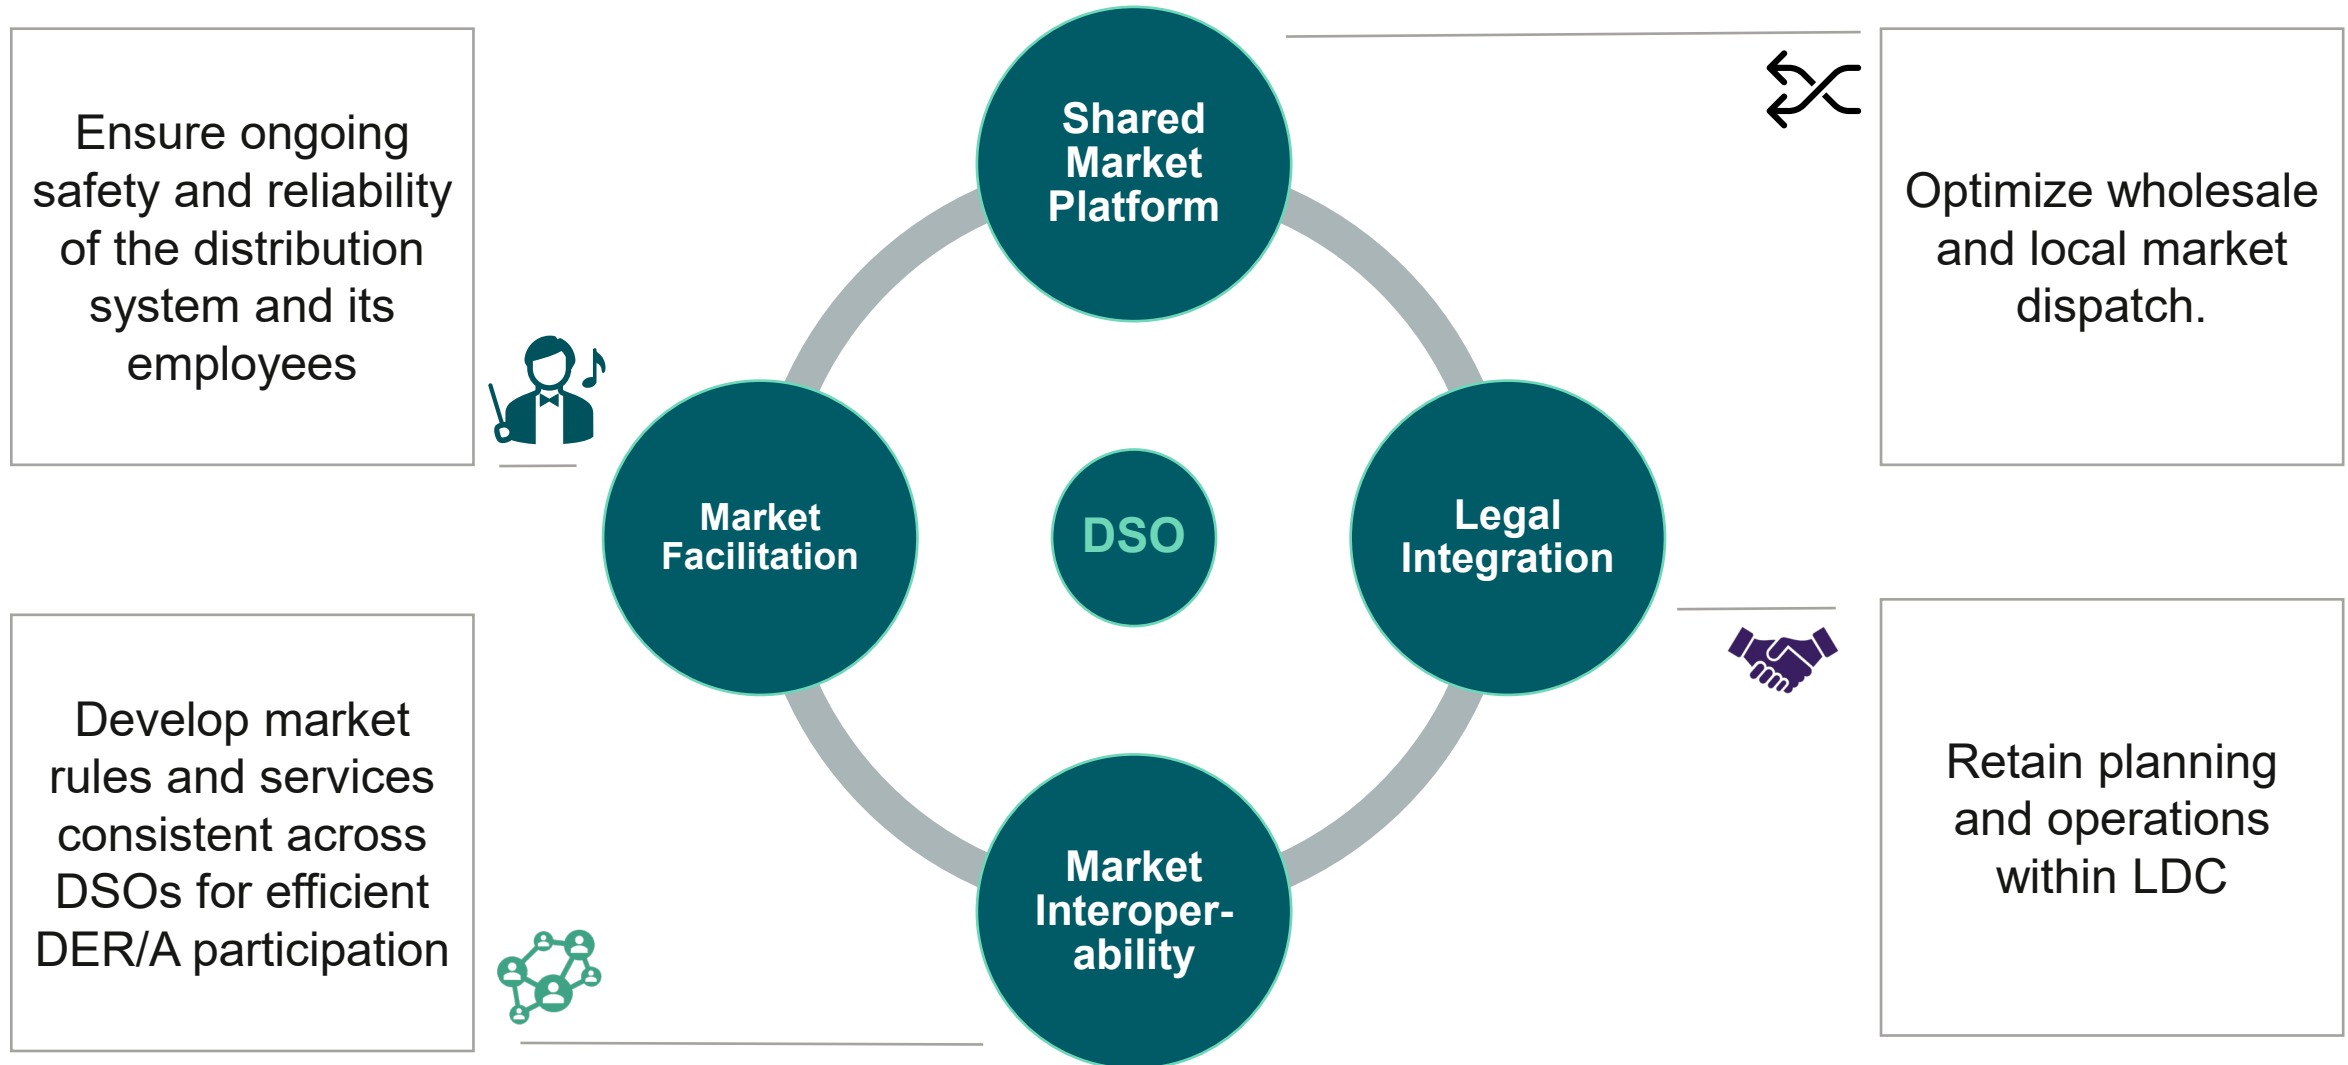 Ensure ongoing
safety and reliability
of the distribution
system and its
employees
Shared
Market
Platform
Optimize wholesale
and local market
dispatch.
Market
Facilitation
DSO
Legal
Integration
Develop market
rules and services
consistent across
DSOs for efficient
DER/A participation
Market
Interoper-
ability
Retain planning
and operations
within LDC